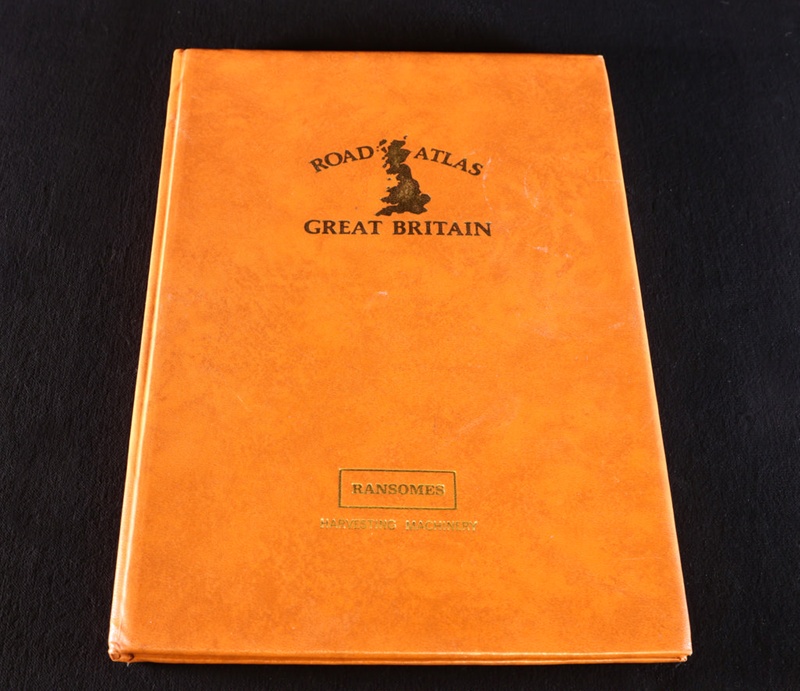 ROAD ATLAS
GREAT BRITAIN
RANSOMES
HARVESTING MACHINERY